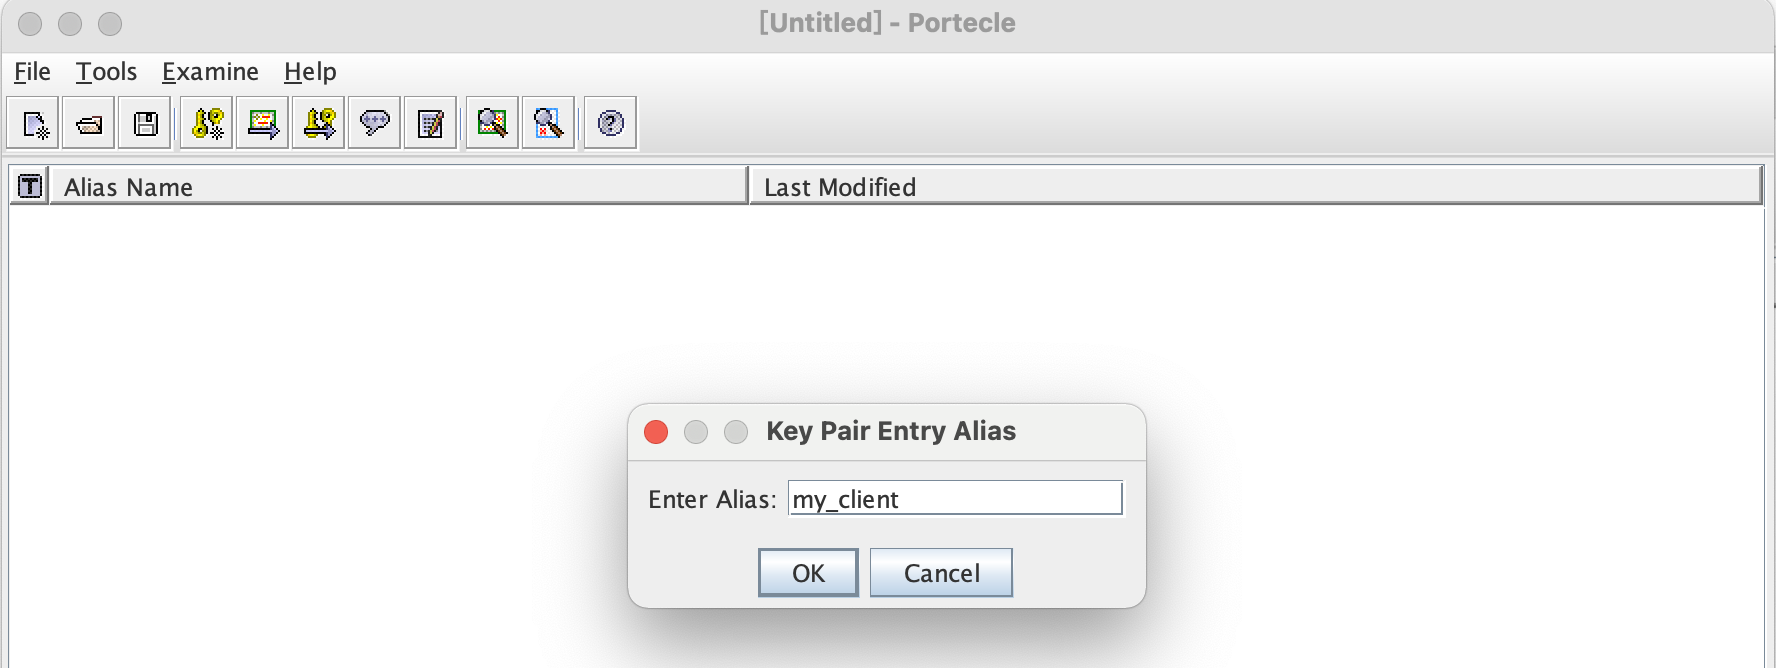 [Untitled] - Portecle
File Tools Examine Help
T Alias Name Last Modified
Key Pair Entry Alias
Enter Alias: my_client
OK Cancel